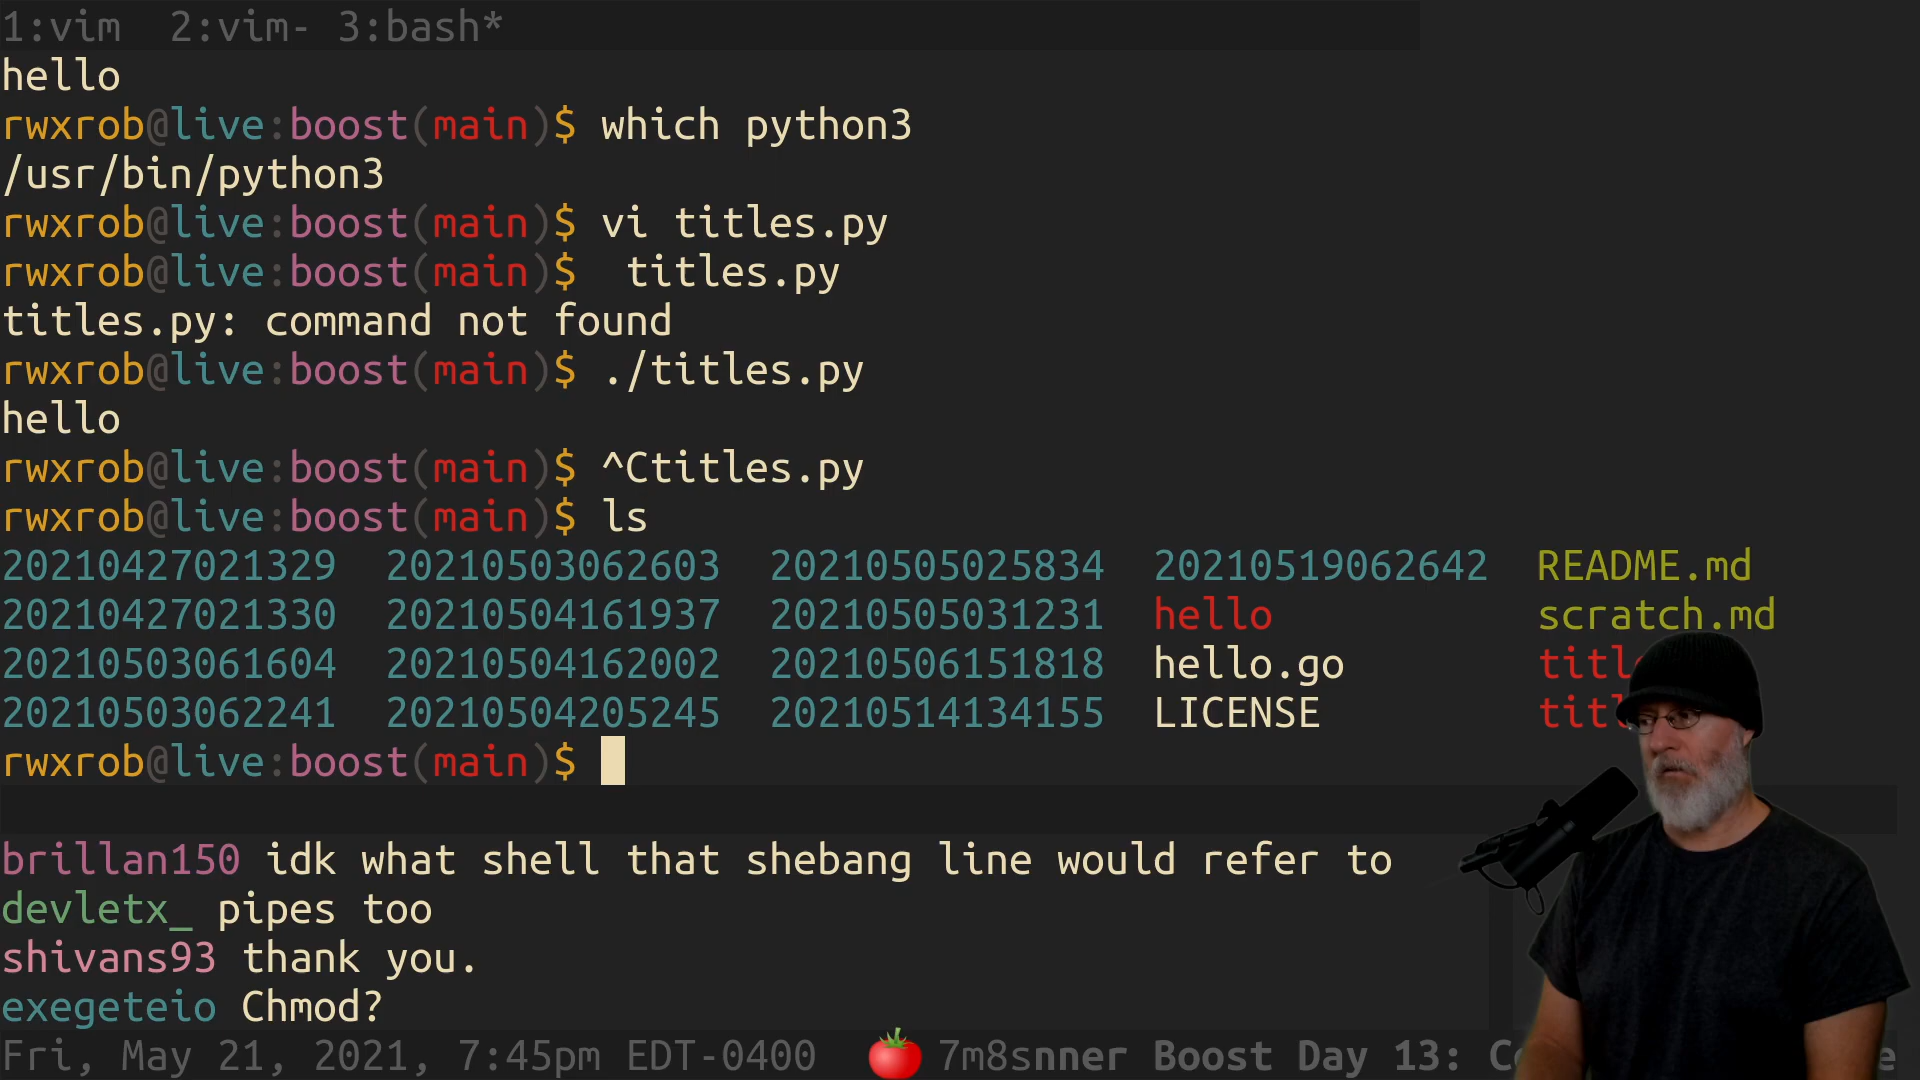 1:vim  2:vim- 3:bash*
hello
rwxrob@live:boost(main)$ which python3
/usr/bin/python3
rwxrob@live:boost(main)$ vi titles.py
rwxrob@live:boost(main)$  titles.py
titles.py: command not found
rwxrob@live:boost(main)$ ./titles.py
hello
rwxrob@live:boost(main)$ ^Ctitles.py
rwxrob@live:boost(main)$ ls
20210427021329  20210503062603  20210505025834  20210519062642  README.md
20210427021330  20210504161937  20210505031231  hello  scratch.md
20210503061604  20210504162002  20210506151818  hello.go
20210503062241  20210504205245  20210514134155  LICENSE
rwxrob@live:boost(main)$
brillan150 idk what shell that shebang line would refer to
devletx_ pipes too
shivans93 thank you.
exegeteio Chmod?
Fri, May 21, 2021, 7:45pm EDT-0400 7m8snner Boost Day 13: